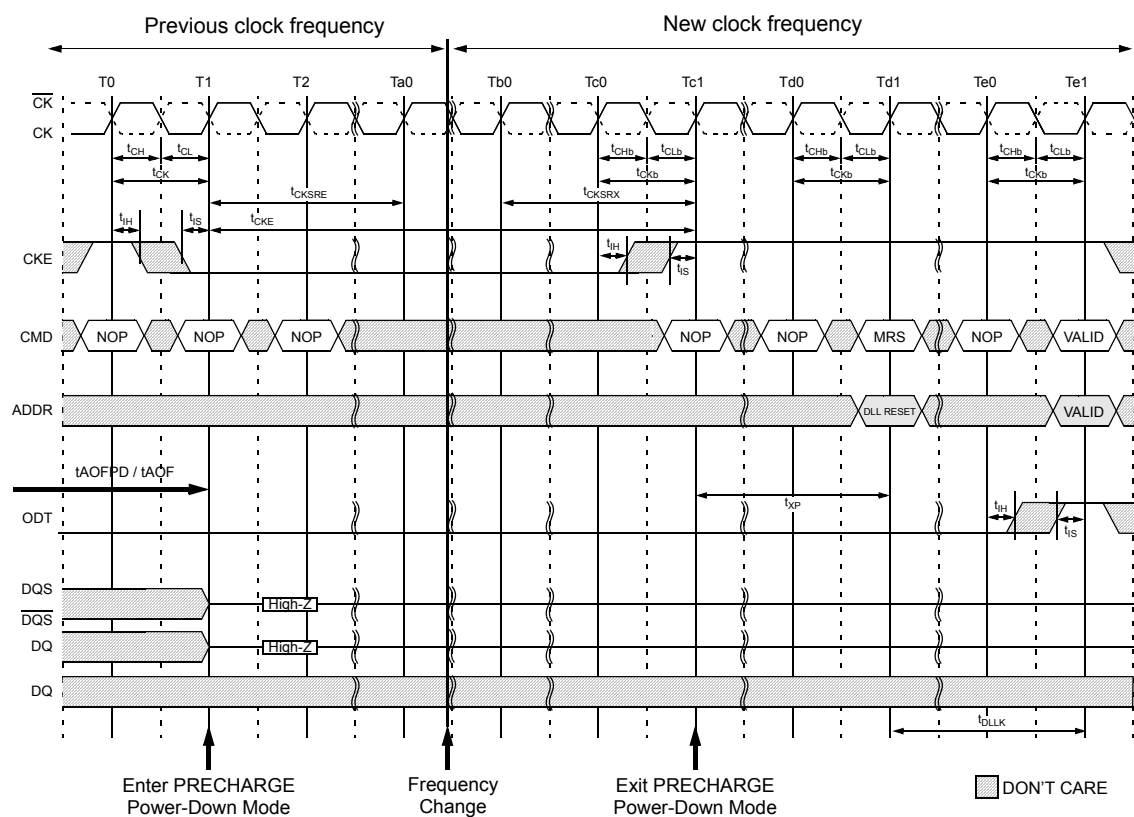 Previous clock frequency New clock frequency
T0 T1 T2 Ta0 Tb0 Tc0 Tc1 Td0 Td1 Te0 Te1
CK
CK
tCH tCL tCHb tCLb tCHb tCLb tCHb tCLb
tCK tCKb tCKb tCKb
tCKSRE tCKSRX
tIH tIS tCKE
CKE tIH tIS
CMD NOP NOP NOP NOP NOP MRS NOP VALID
ADDR DLL RESET VALID
tAOFPD / tAOF
tXP
ODT tIH tIS
DQS High-Z
DQS
DQ High-Z
DQ
tDLLK
Enter PRECHARGE
Power-Down Mode
Frequency
Change
Exit PRECHARGE
Power-Down Mode
DON'T CARE